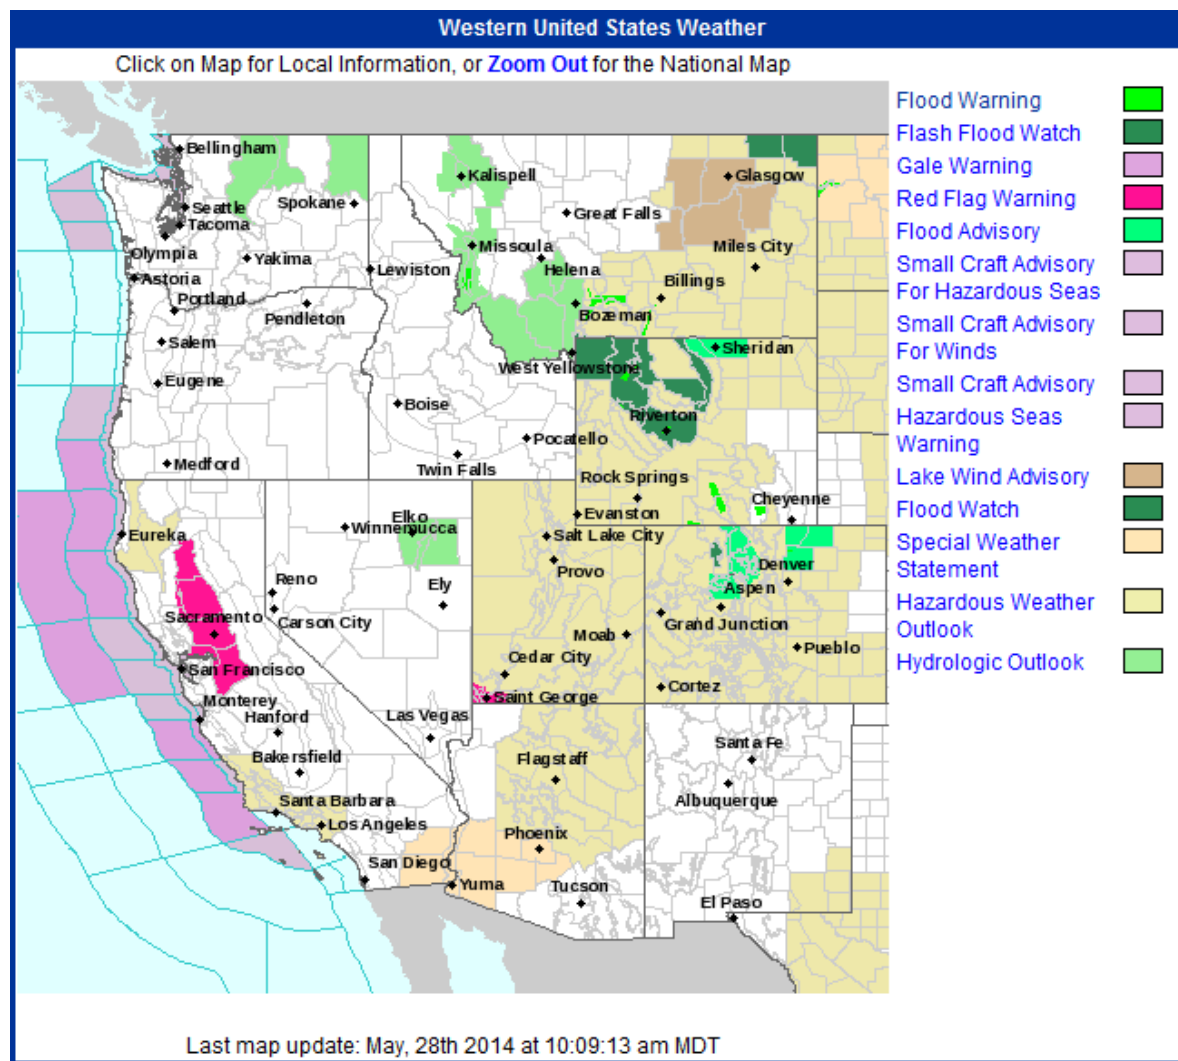 Western United States Weather
Click on Map for Local Information, or Zoom Out for the National Map
Flood Warning
Flash Flood Watch
Gale Warning
Red Flag Warning
Flood Advisory
Small Craft Advisory
For Hazardous Seas
Small Craft Advisory
For Winds
Small Craft Advisory
Hazardous Seas
Warning
Lake Wind Advisory
Flood Watch
Special Weather
Statement
Hazardous Weather
Outlook
Hydrologic Outlook
Bellingham
Kalispell
Glasgow
Seattle
Spokane
Great Falls
Tacoma
Olympia
Yakima
Missoula
Miles City
Helena
Lewiston
Astoria
Billings
Portland
Pendleton
Bozeman
Salem
Sheridan
West Yellowstone
Eugene
Boise
Riverton
Pocatello
Medford
Twin Falls
Rock Springs
Cheyenne
Elko
Evanston
Winnemucca
Eureka
Salt Lake City
Provo
Denver
Reno
Ely
Aspen
Sacramento
Carson City
Grand Junction
Moab
Pueblo
San Francisco
Cedar City
Cortez
Saint George
Monterey
Hanford
Las Vegas
Santa Fe
Bakersfield
Flagstaff
Albuquerque
Santa Barbara
Los Angeles
Phoenix
San Diego
Yuma
Tucson
El Paso
Last map update: May, 28th 2014 at 10:09:13 am MDT